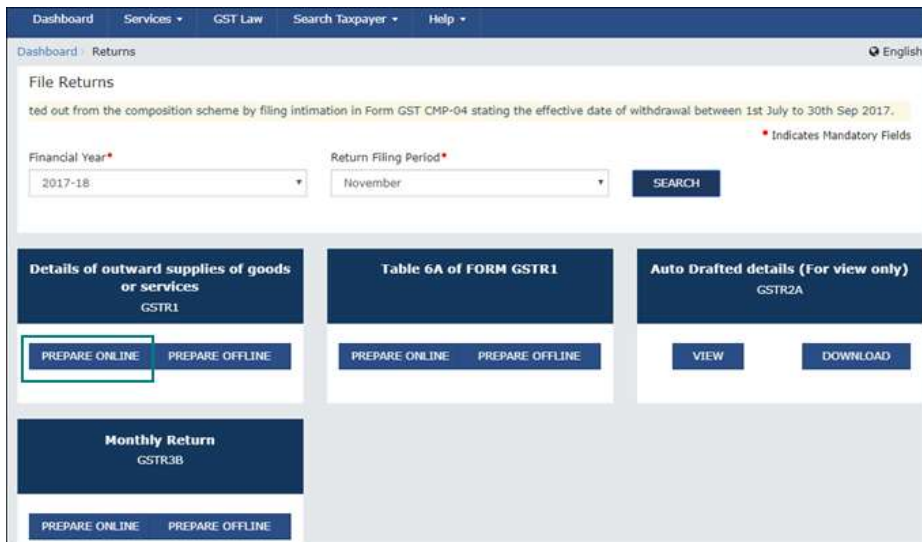 Dashboard Services GST Law Search Taxpayer Help
Dashboard Returns English
File Returns
ted out from the composition scheme by filing intimation in Form GST CMP-04 stating the effective date of withdrawal between 1st July to 30th Sep 2017.
* Indicates Mandatory Fields
Financial Year* Return Filing Period*
2017-18 November SEARCH
Details of outward supplies of goods or services
GSTR1
PREPARE ONLINE PREPARE OFFLINE
Table 6A of FORM GSTR1
PREPARE ONLINE PREPARE OFFLINE
Auto Drafted details (For view only)
GSTR2A
VIEW DOWNLOAD
Monthly Return
GSTR3B
PREPARE ONLINE PREPARE OFFLINE